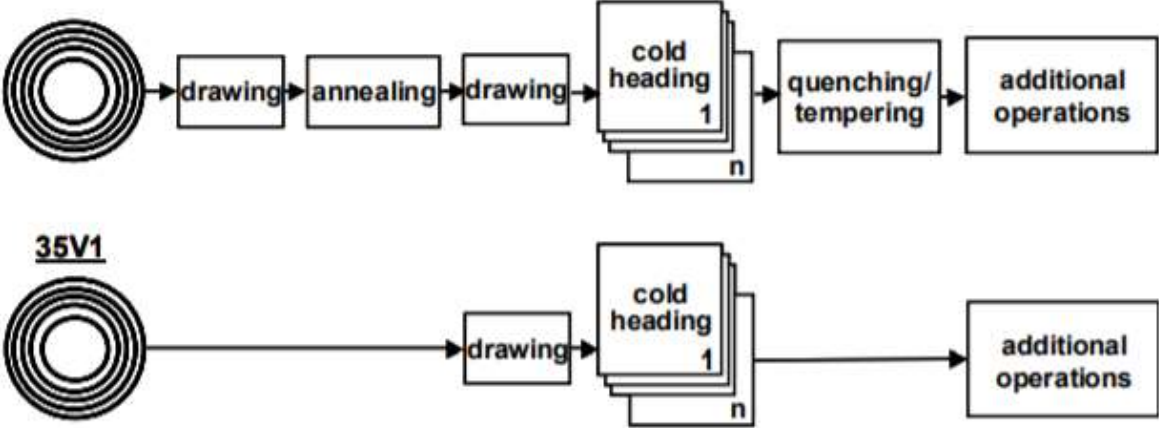 drawing
annealing
drawing
cold
heading
1
n
quenching/
tempering
additional
operations
35V1
drawing
cold
heading
1
n
additional
operations